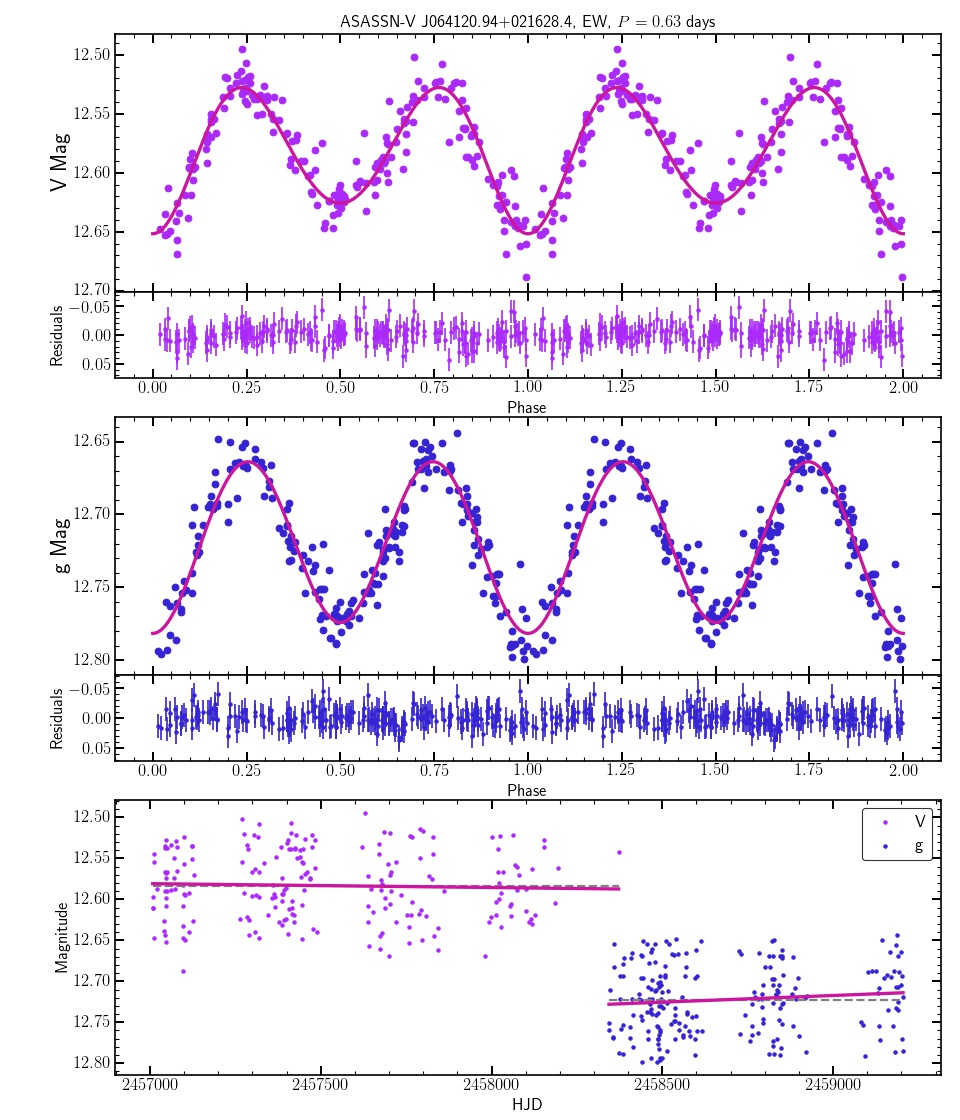 ASASSN-V J064120.94+021628.4, EW, P = 0.63 days
12.50
12.55
12.60
12.65
12.70
V Mag
−0.05
0.00
0.05
Residuals
0.00 0.25 0.50 0.75 1.00 1.25 1.50 1.75 2.00
Phase
12.65
12.70
12.75
12.80
g Mag
−0.05
0.00
0.05
Residuals
0.00 0.25 0.50 0.75 1.00 1.25 1.50 1.75 2.00
Phase
V
g
12.50
12.55
12.60
12.65
12.70
12.75
12.80
Magnitude
2457000 2457500 2458000 2458500 2459000
HJD